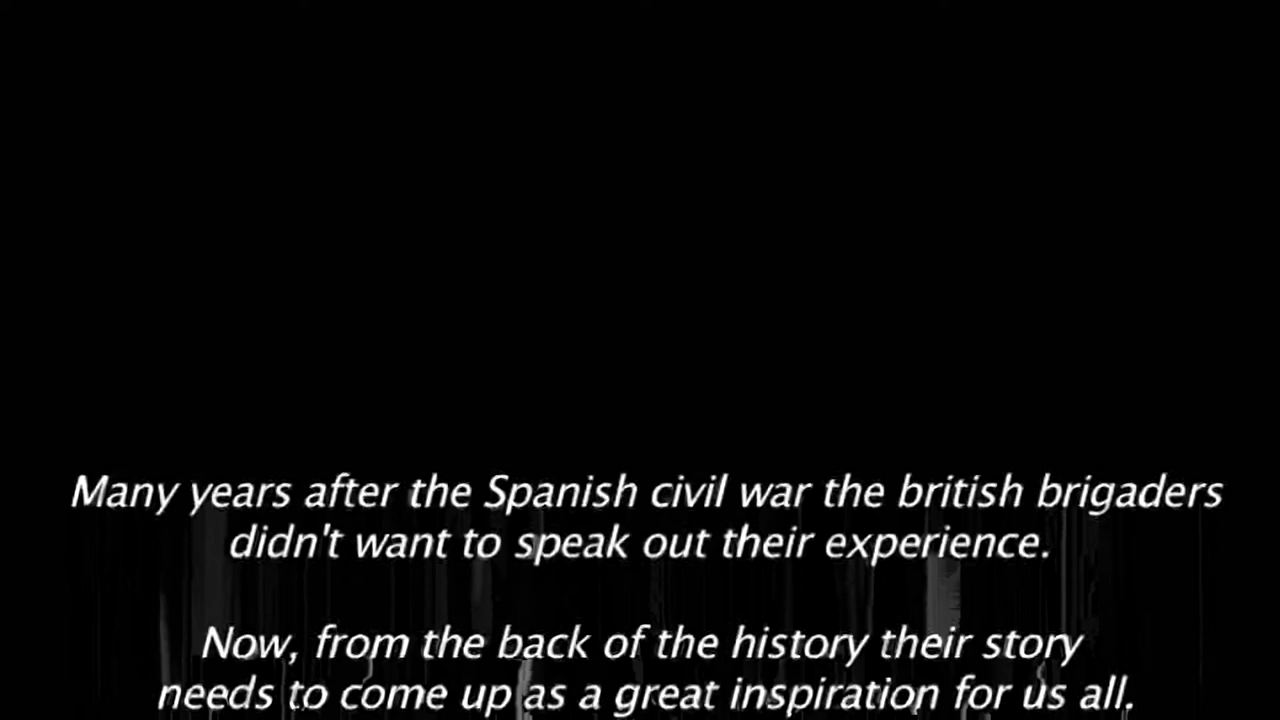 Many years after the Spanish civil war the british brigaders
didn't want to speak out their experience.
Now, from the back of the history their story
needs to come up as a great inspiration for us all.